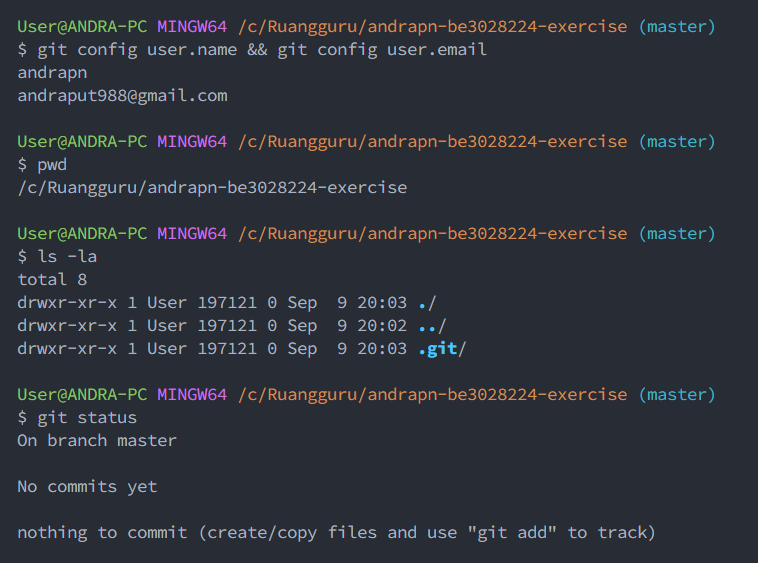 User@ANDRA-PC MINGW64 /c/Ruangguru/andrapn-be3028224-exercise (master)
$ git config user.name && git config user.email
andrapn
andraput988@gmail.com

User@ANDRA-PC MINGW64 /c/Ruangguru/andrapn-be3028224-exercise (master)
$ pwd
/c/Ruangguru/andrapn-be3028224-exercise

User@ANDRA-PC MINGW64 /c/Ruangguru/andrapn-be3028224-exercise (master)
$ ls -la
total 8
drwxr-xr-x 1 User 197121 0 Sep  9 20:03 ./
drwxr-xr-x 1 User 197121 0 Sep  9 20:02 ../
drwxr-xr-x 1 User 197121 0 Sep  9 20:03 .git/

User@ANDRA-PC MINGW64 /c/Ruangguru/andrapn-be3028224-exercise (master)
$ git status
On branch master

No commits yet

nothing to commit (create/copy files and use "git add" to track)